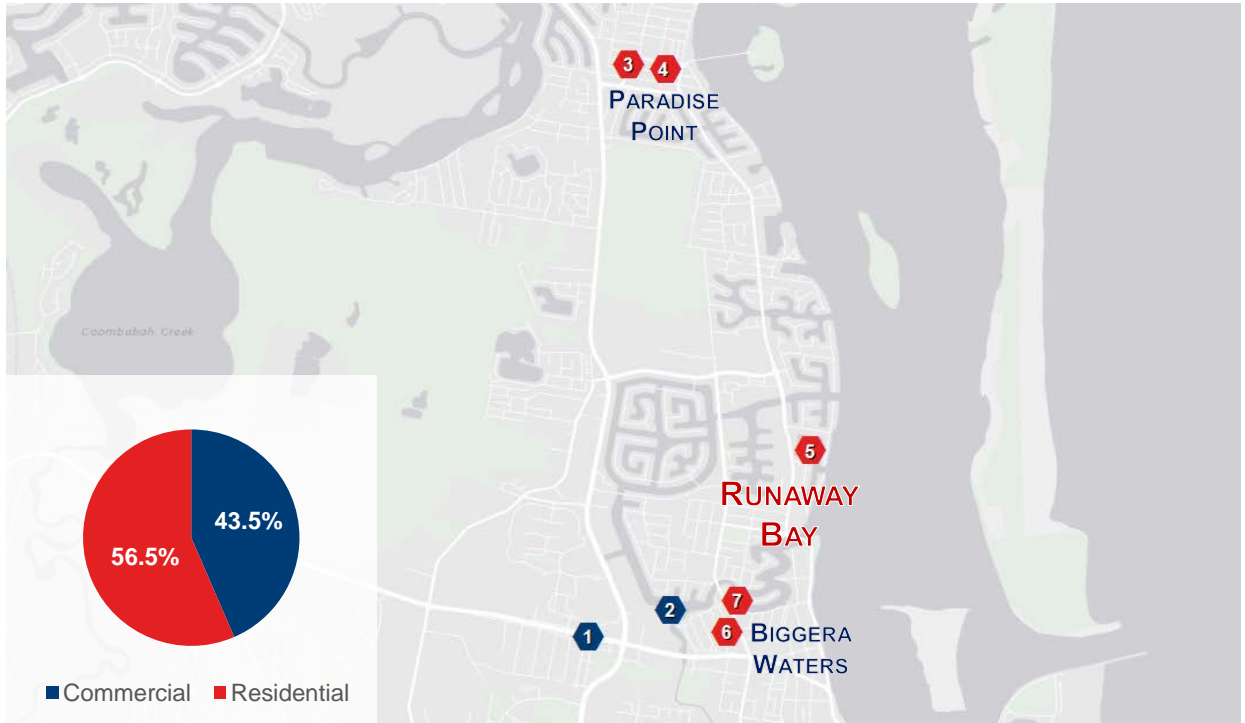 3
4
PARADISE
POINT
Coombabah Creek
5
RUNAWAY
BAY
43.5%
56.5%
7
2
6
1
BIGGERA
WATERS
Commercial
Residential